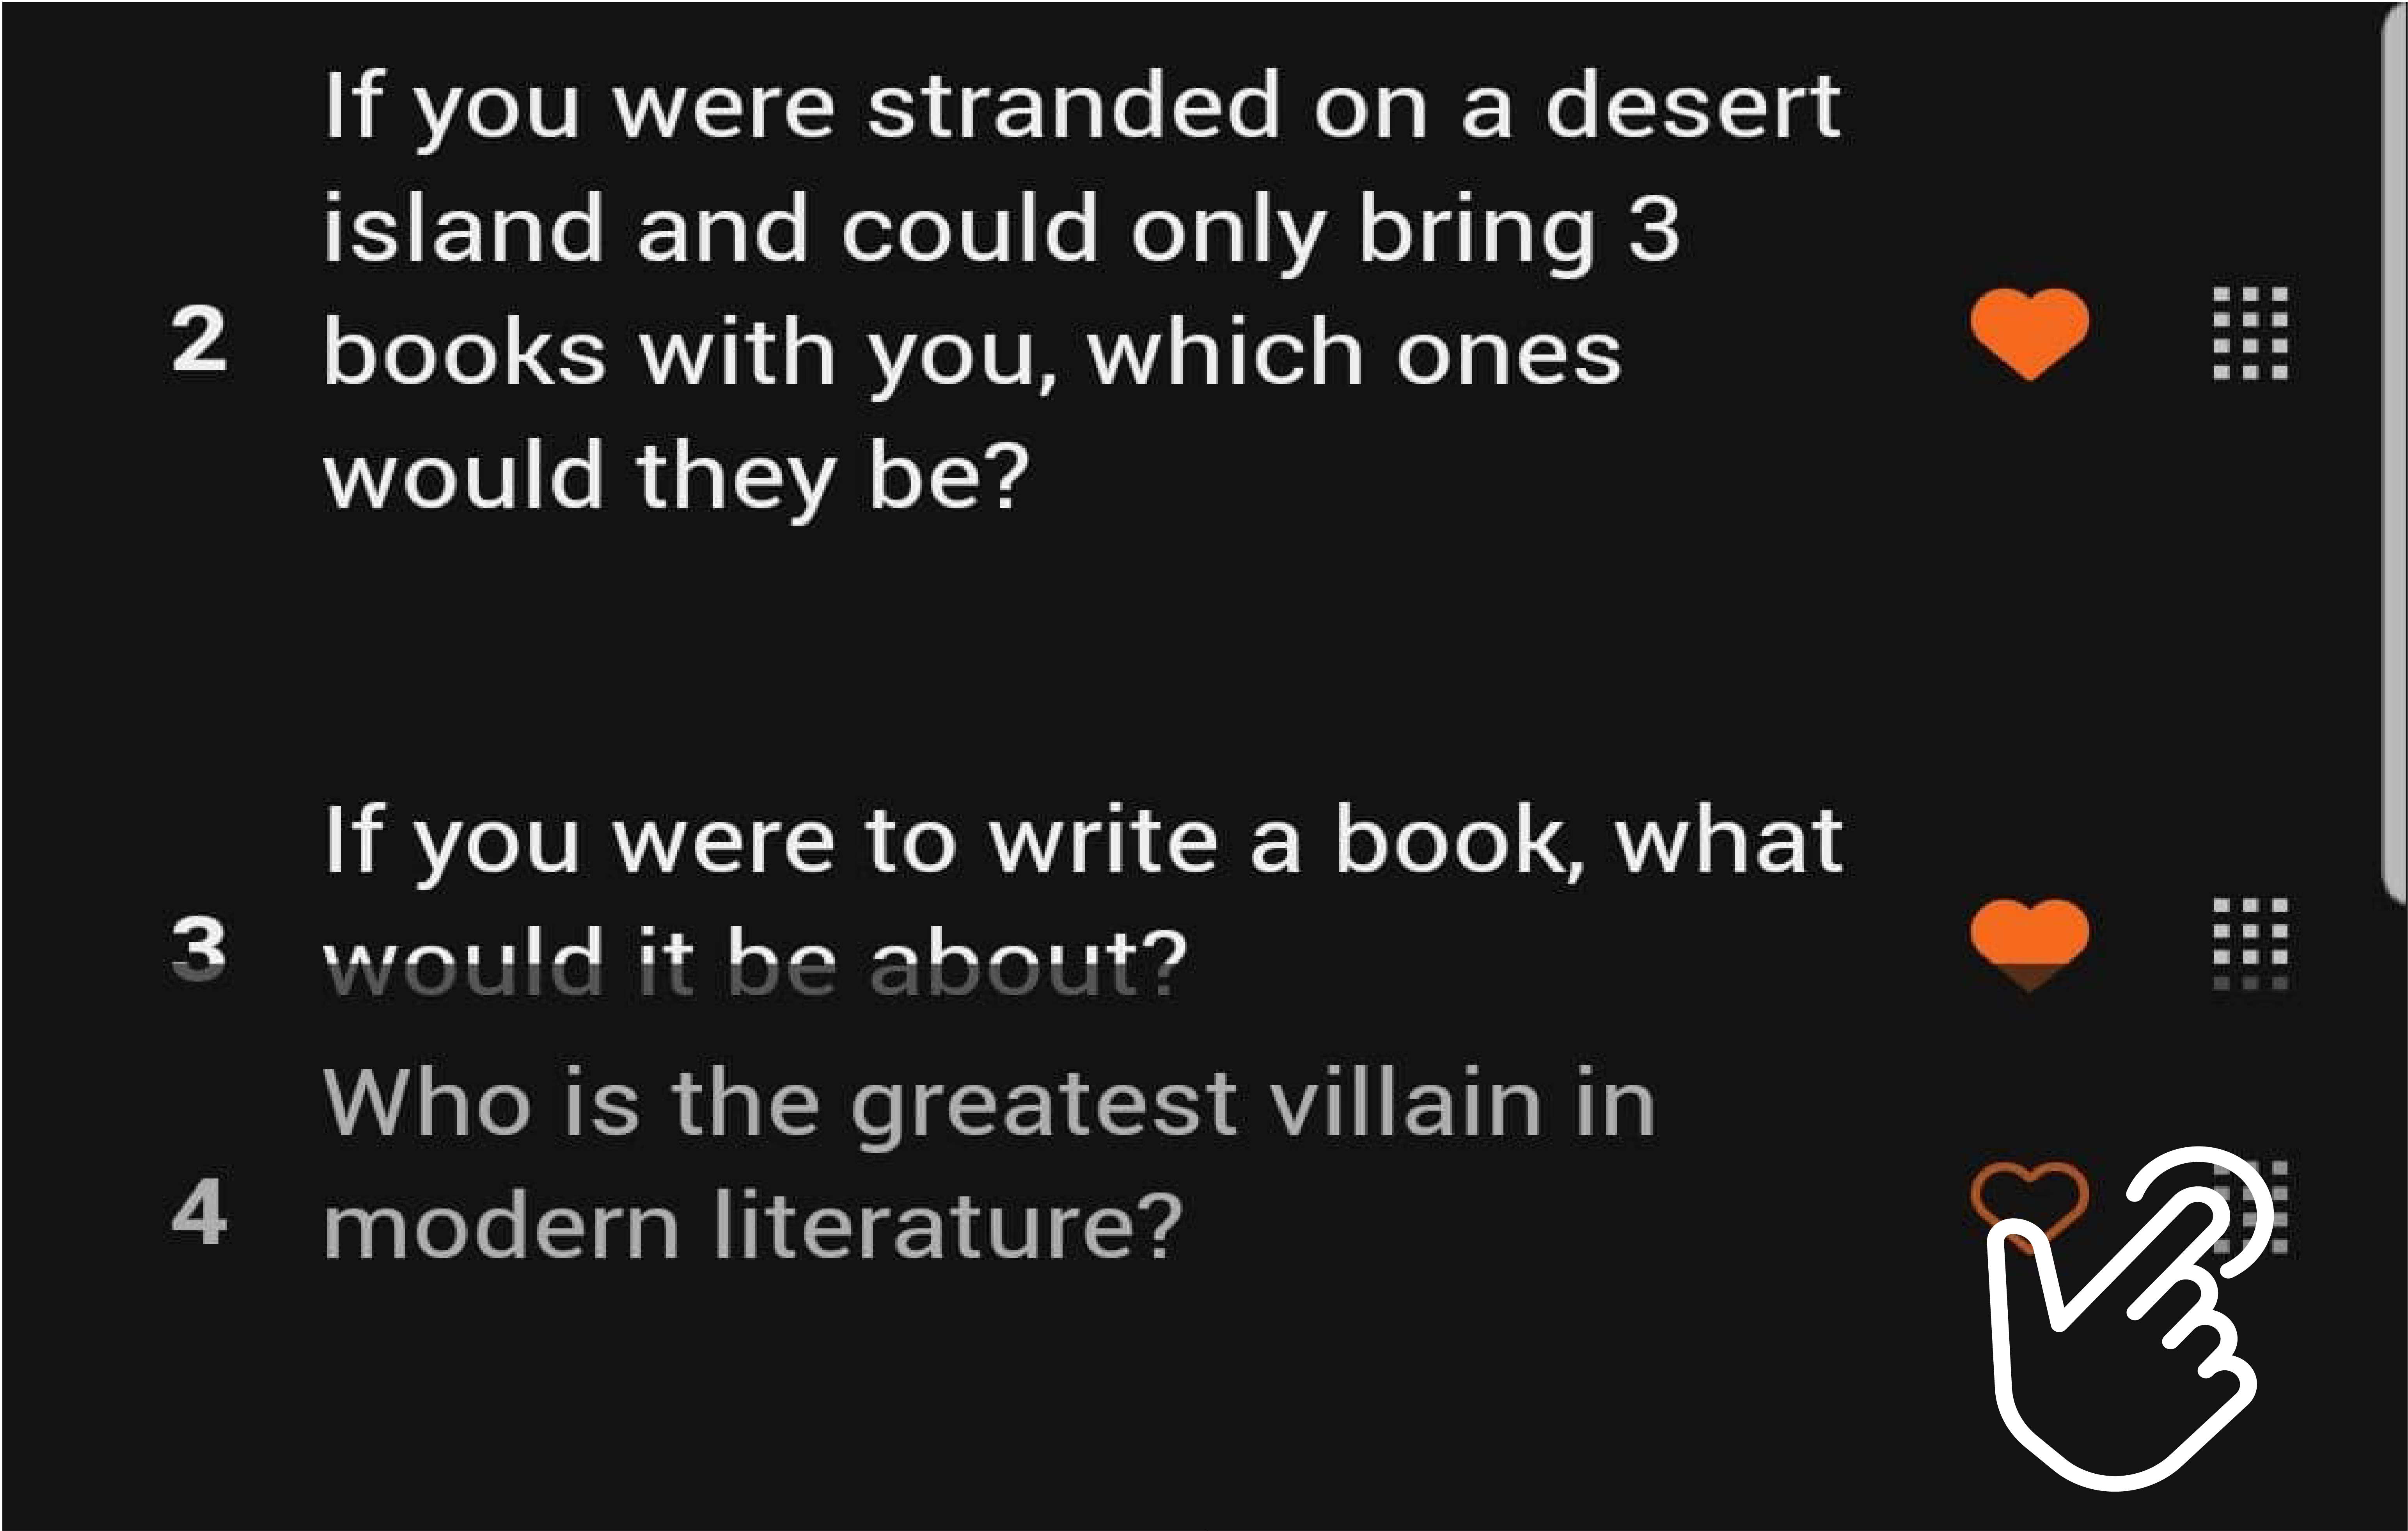 If you were stranded on a desert
island and could only bring 3
2 books with you, which ones
would they be?
If you were to write a book, what
3 would it be about?
Who is the greatest villain in
4 modern literature?